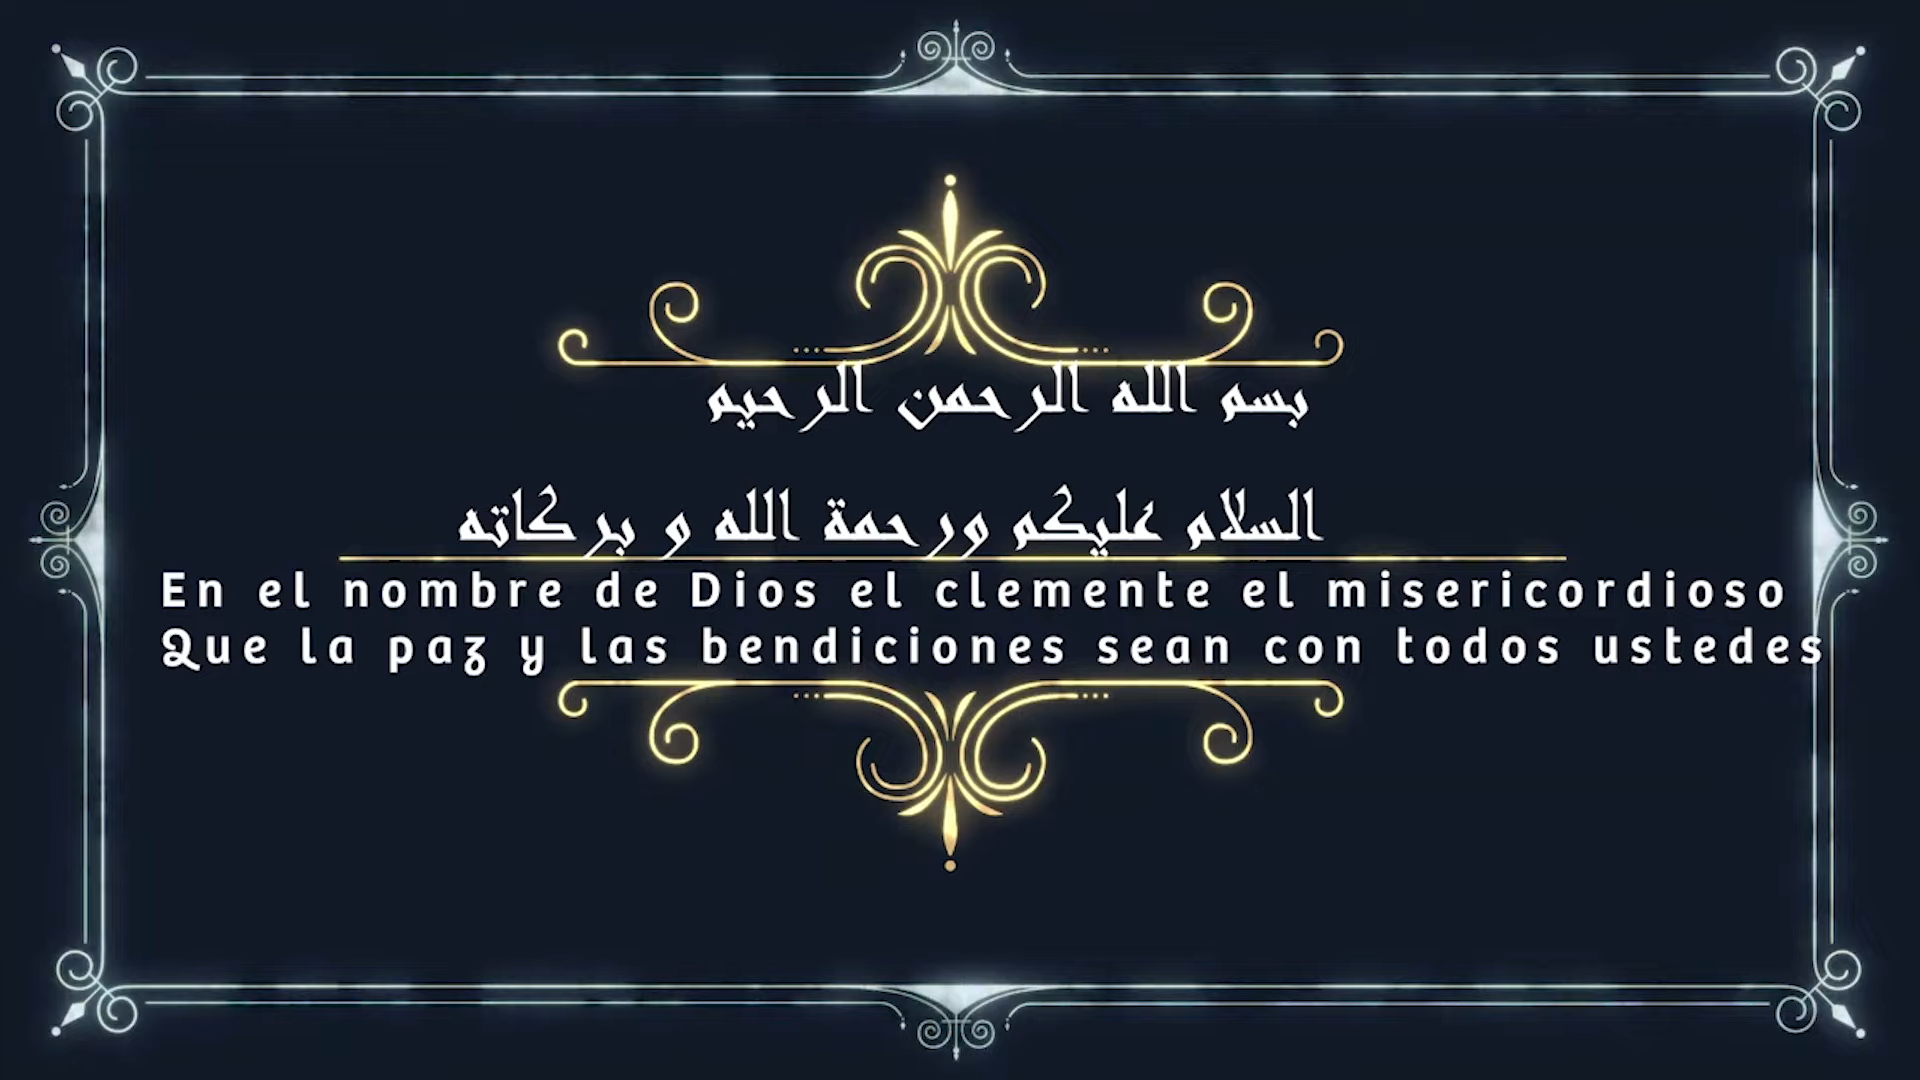 بسم الله الرحمن الرحيم
السلام عليكم ورحمة الله و بركاته
En el nombre de Dios el clemente el misericordioso
Que la paz y las bendiciones sean con todos ustedes